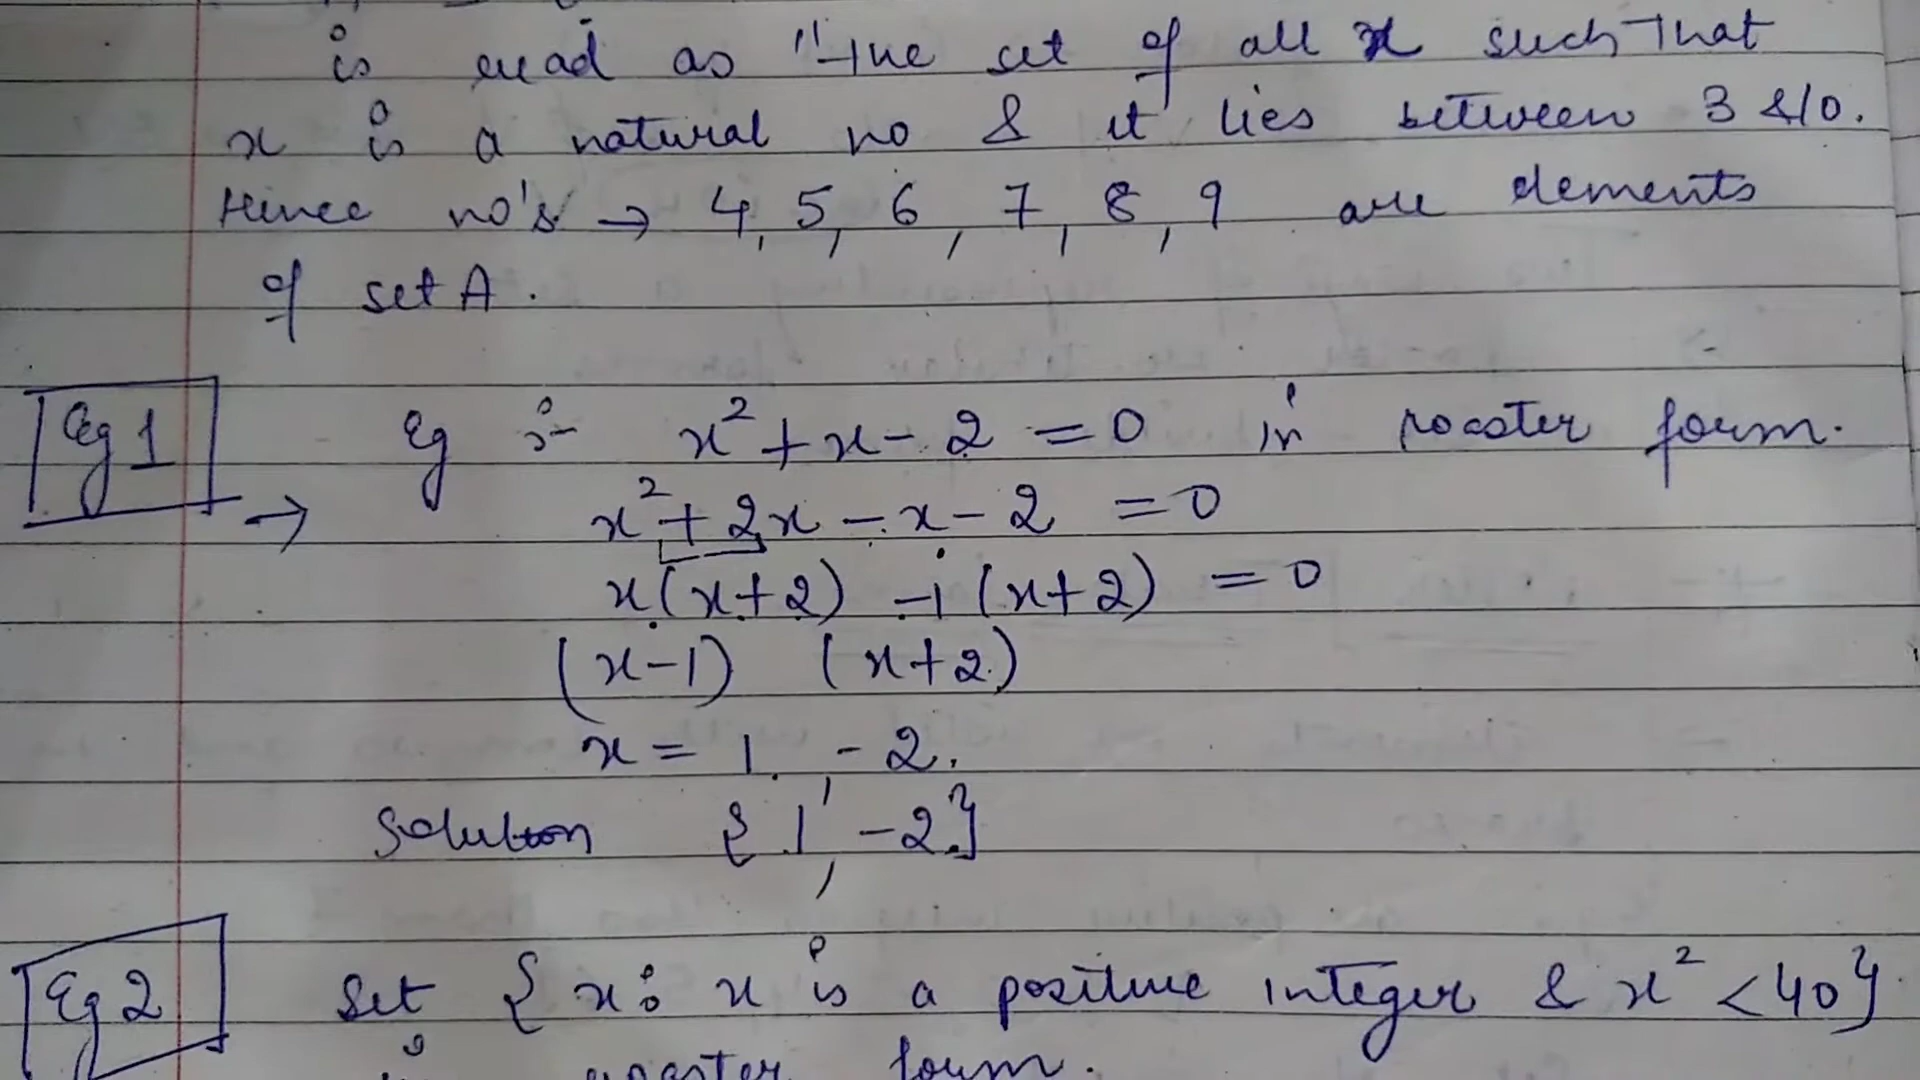 is read as "the set of all x such that
x is a natural no & it lies between 3 & 10.
Hence no's → 4, 5, 6, 7, 8, 9 are elements
of set A.
Eg 1 Eg :- x² + x - 2 = 0 in roaster form.
→ x² + 2x - x - 2 = 0
x(x+2) -1(x+2) = 0
(x-1) (x+2)
x = 1, -2.
Solution {1, -2}
Eg 2 Set {x : x is a positive integer & x² < 40}
in roaster form.